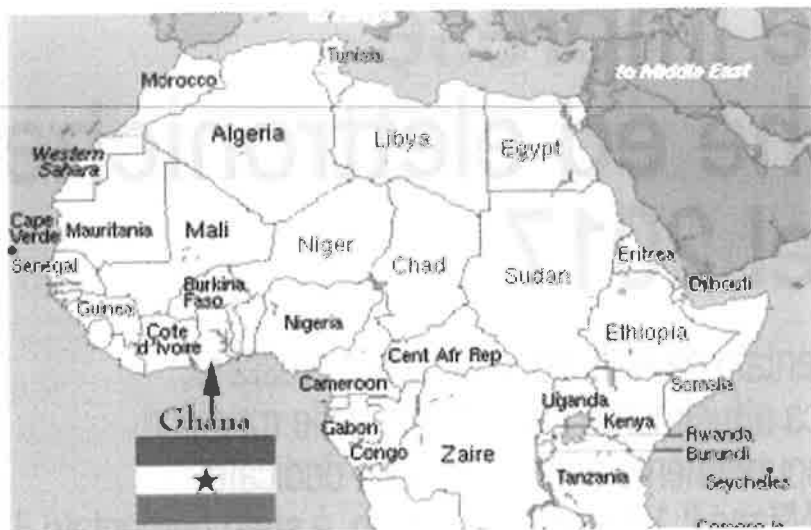 Tunisia
Morocco
to Middle East
Algeria
Libya
Egypt
Western
Sahara
Cape
Verde
Mauritania
Mali
Niger
Chad
Sudan
Eritrea
Senegal
Djibouti
Burkina
Faso
Guinea
Nigeria
Ethiopia
Cote
d'Ivoire
Cent Afr Rep
Cameroon
Somalia
Uganda
Kenya
Ghana
Gabon
Congo
Zaire
Rwanda
Burundi
Tanzania
Seychelles